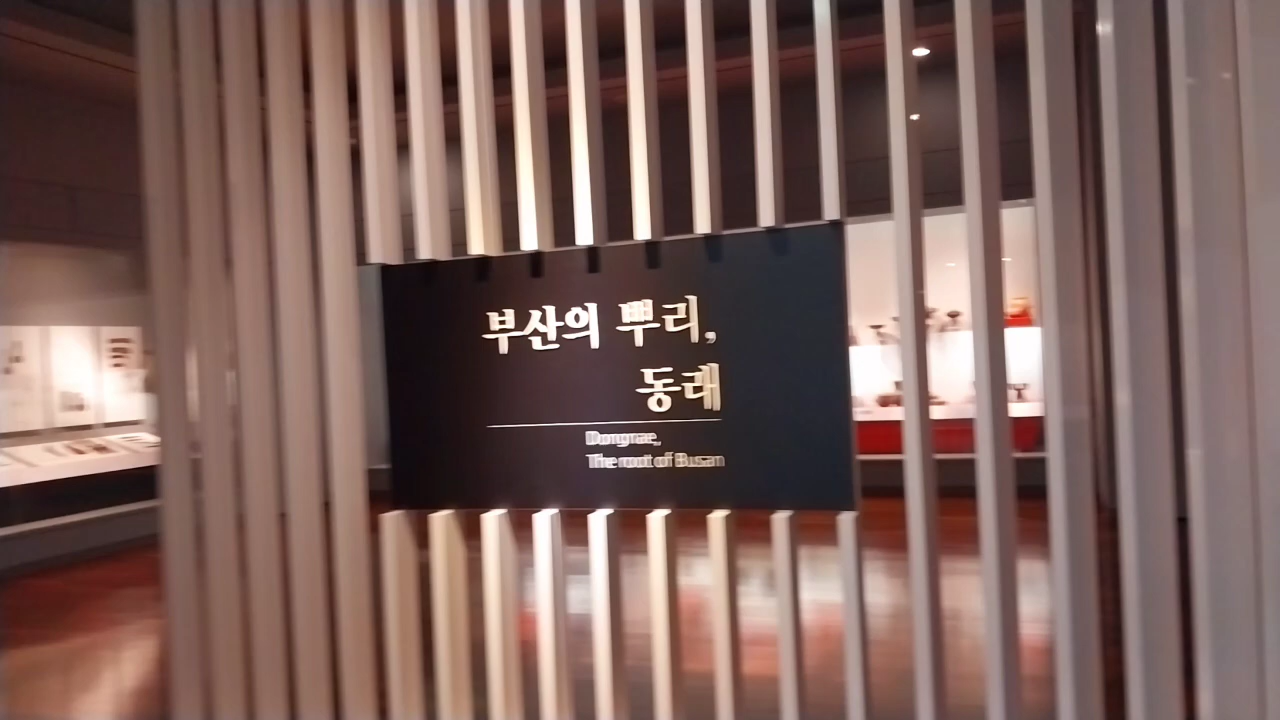 부산의 뿌리,
동래
Dongrae,
The root of Busan